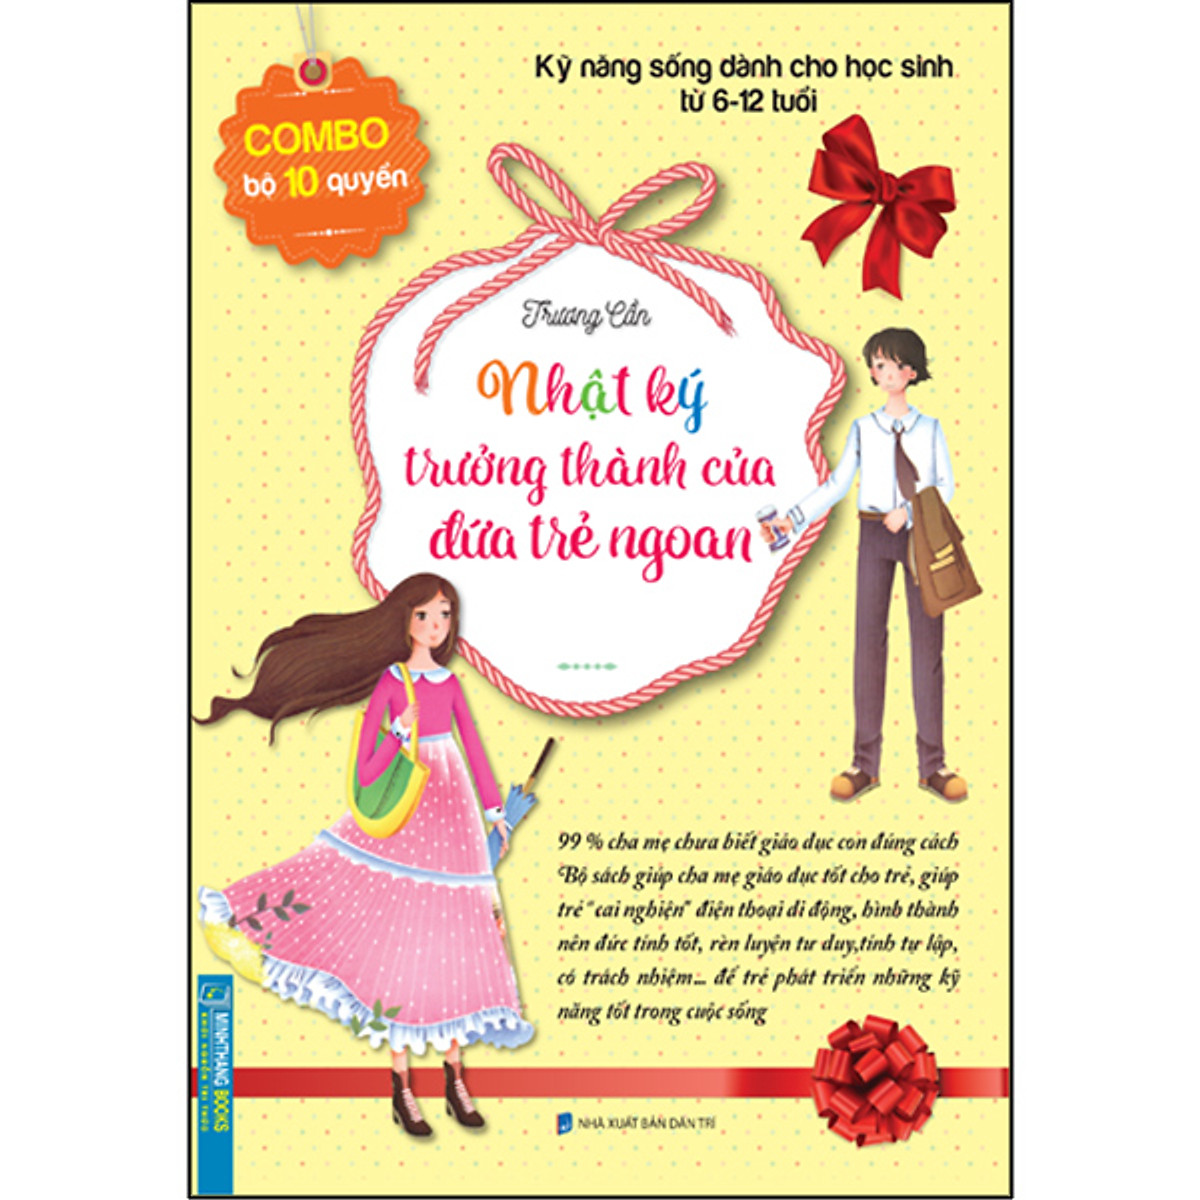 Kỹ năng sống dành cho học sinh
từ 6-12 tuổi
COMBO
bộ 10 quyển
Trương Cần
Nhật ký
trưởng thành của
đứa trẻ ngoan
99 % cha mẹ chưa biết giáo dục con đúng cách
Bộ sách giúp cha mẹ giáo dục tốt cho trẻ, giúp
trẻ "cai nghiện" điện thoại di động, hình thành
nên đức tính tốt, rèn luyện tư duy,tính tự lập,
có trách nhiệm... để trẻ phát triển những kỹ
năng tốt trong cuộc sống
MINHTHANG BOOKS
KHƠI NGUỒN TRI THỨC
NHÀ XUẤT BẢN DÂN TRÍ